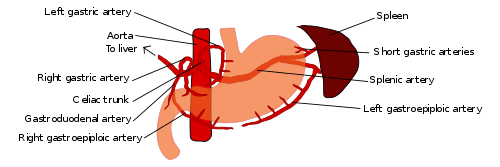 Left gastric artery
Aorta
To liver
Right gastric artery
Celiac trunk
Gastroduodenal artery
Right gastroepiploic artery
Spleen
Short gastric arteries
Splenic artery
Left gastroepiploic artery